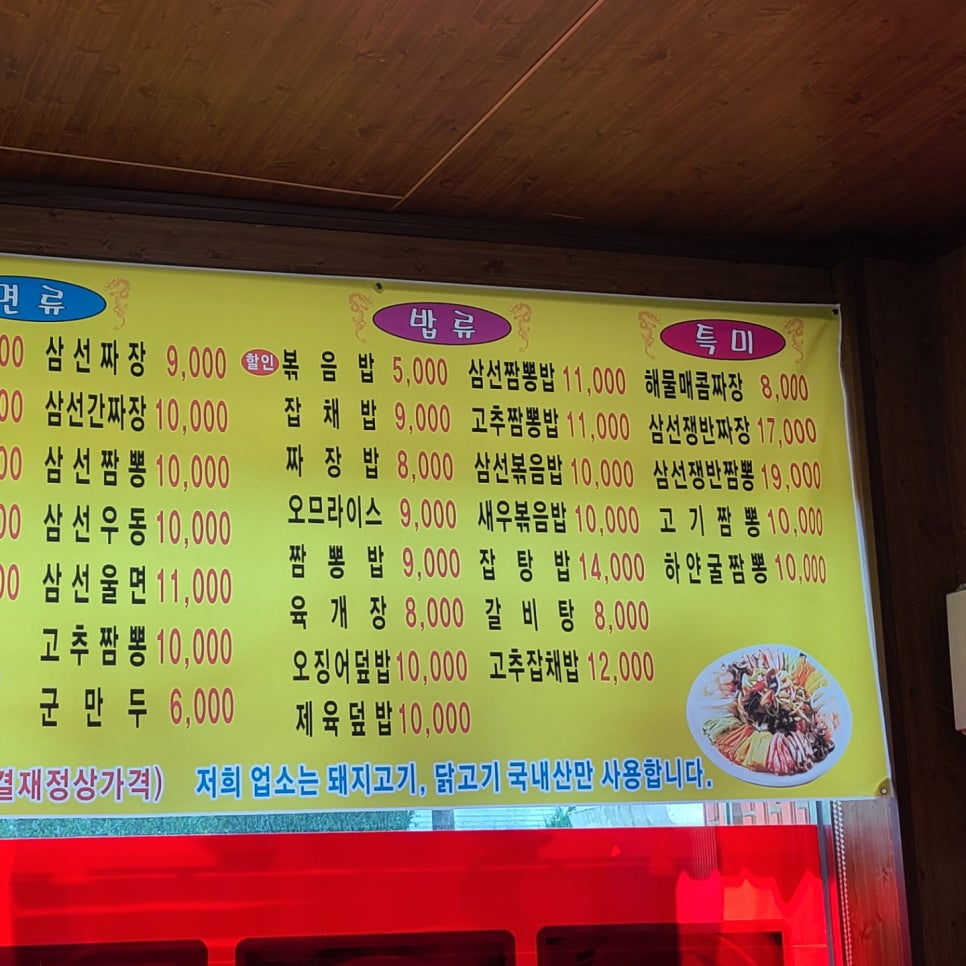 면류
00 삼선짜장 9,000
00 삼선간짜장 10,000
00 삼선짬뽕 10,000
00 삼선우동 10,000
00 삼선울면 11,000
고추짬뽕 10,000
군만두 6,000
밥류
할인 볶음밥 5,000
잡채밥 9,000
짜장밥 8,000
오므라이스 9,000
짬뽕밥 9,000
육개장 8,000
오징어덮밥 10,000
제육덮밥 10,000
삼선짬뽕밥 11,000
고추짬뽕밥 11,000
삼선볶음밥 10,000
새우볶음밥 10,000
잡탕밥 14,000
갈비탕 8,000
고추잡채밥 12,000
특미
해물매콤짜장 8,000
삼선쟁반짜장 17,000
삼선쟁반짬뽕 19,000
고기짬뽕 10,000
하얀굴짬뽕 10,000
결재정상가격) 저희 업소는 돼지고기, 닭고기 국내산만 사용합니다.